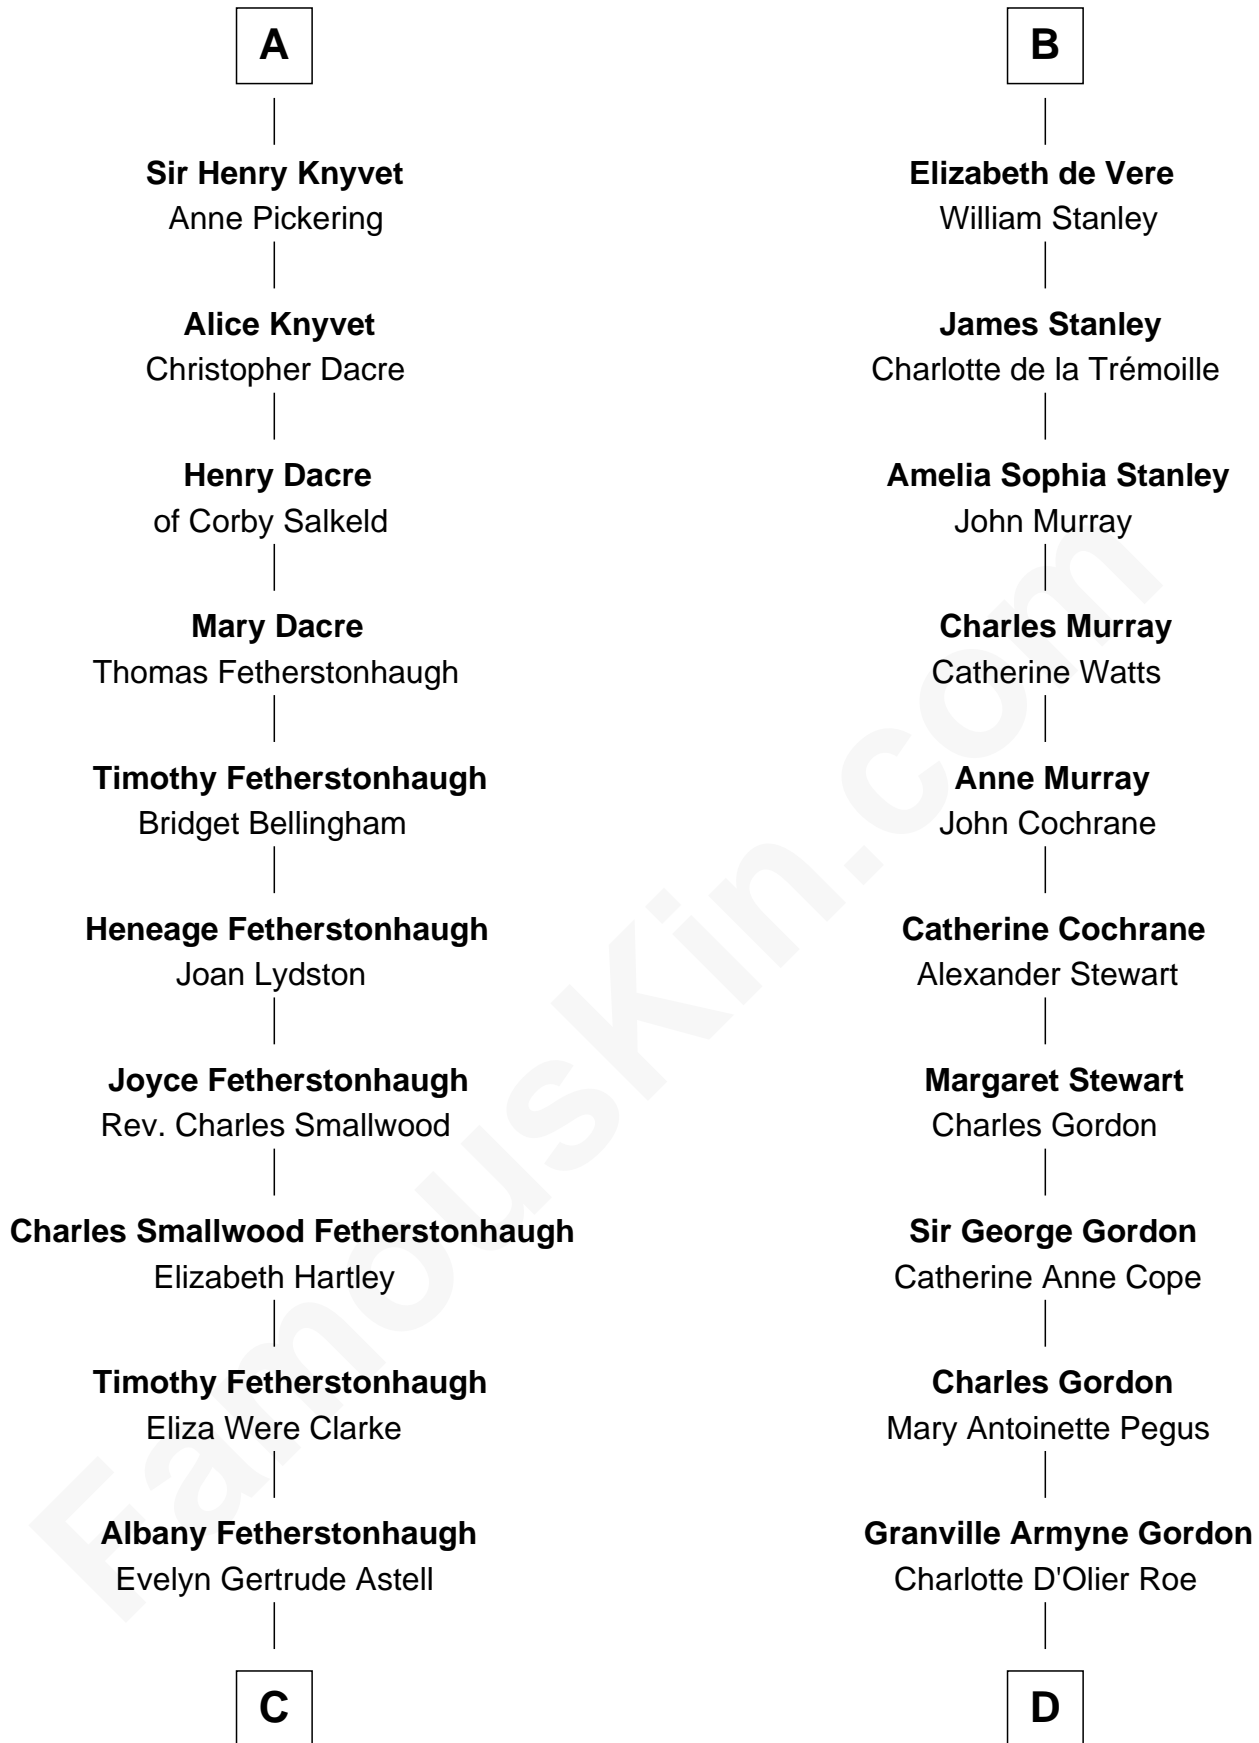 A
Sir Henry Knyvet
Anne Pickering
Alice Knyvet
Christopher Dacre
Henry Dacre
of Corby Salkeld
Mary Dacre
Thomas Fetherstonhaugh
Timothy Fetherstonhaugh
Bridget Bellingham
Heneage Fetherstonhaugh
Joan Lydston
Joyce Fetherstonhaugh
Rev. Charles Smallwood
Charles Smallwood Fetherstonhaugh
Elizabeth Hartley
Timothy Fetherstonhaugh
Eliza Were Clarke
Albany Fetherstonhaugh
Evelyn Gertrude Astell
C
B
Elizabeth de Vere
William Stanley
James Stanley
Charlotte de la Trémoille
Amelia Sophia Stanley
John Murray
Charles Murray
Catherine Watts
Anne Murray
John Cochrane
Catherine Cochrane
Alexander Stewart
Margaret Stewart
Charles Gordon
Sir George Gordon
Catherine Anne Cope
Charles Gordon
Mary Antoinette Pegus
Granville Armyne Gordon
Charlotte D'Olier Roe
D
FamousKin.com